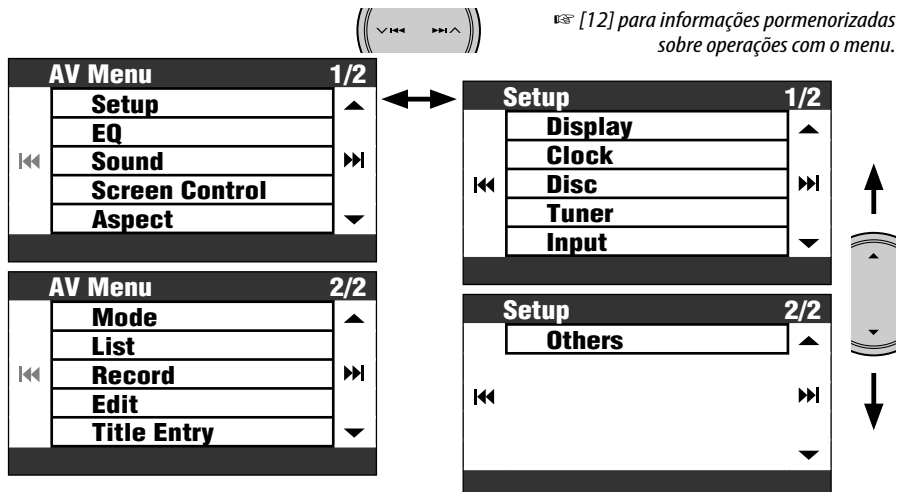 ☞ [12] para informações pormenorizadas
sobre operações com o menu.
AV Menu 1/2
Setup
EQ
Sound
Screen Control
Aspect
AV Menu 2/2
Mode
List
Record
Edit
Title Entry
Setup 1/2
Display
Clock
Disc
Tuner
Input
Setup 2/2
Others